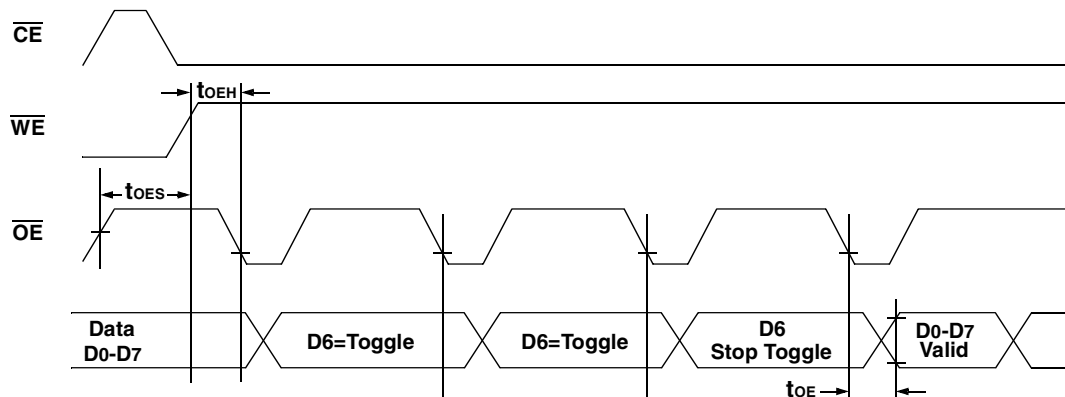 CE
tOEH
WE
tOES
OE
Data
D0-D7
D6=Toggle
D6=Toggle
D6
Stop Toggle
D0-D7
Valid
tOE